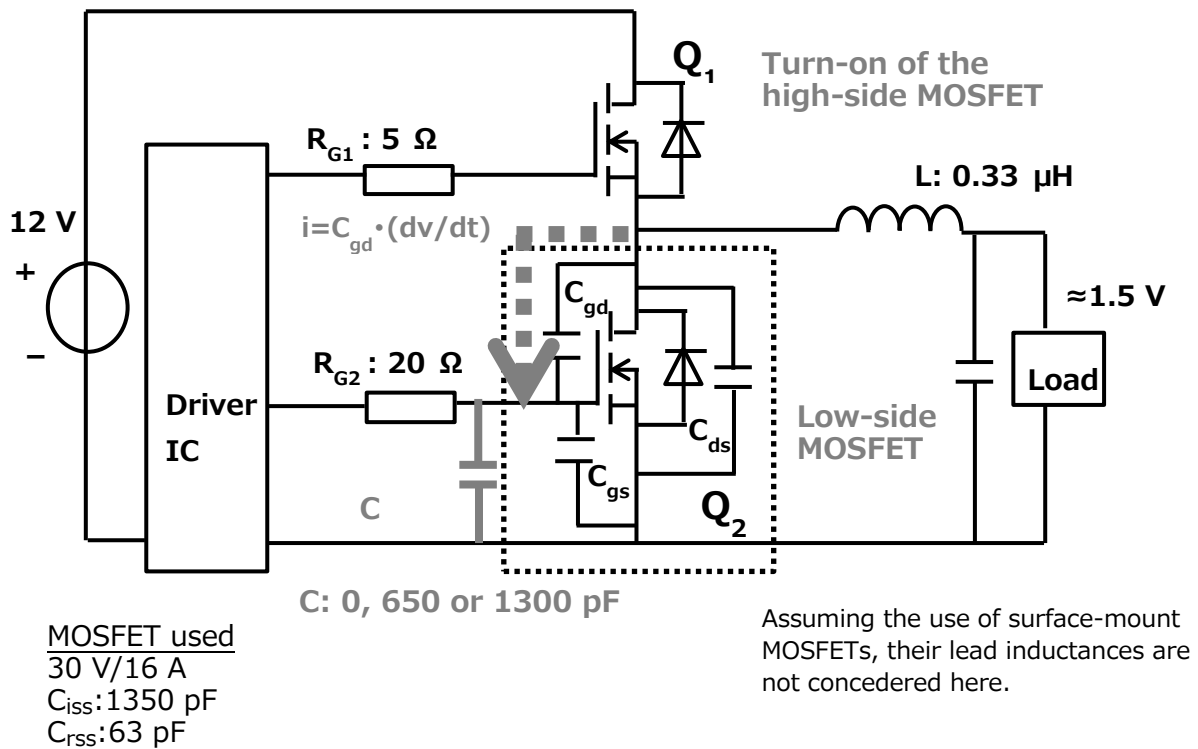 Q1
Turn-on of the
high-side MOSFET
RG1 : 5 Ω
L: 0.33 µH
12 V
i=Cgd·(dv/dt)
+
−
Cgd
≈1.5 V
RG2 : 20 Ω
Driver
IC
Load
Low-side
MOSFET
Cds
Cgs
C
Q2
C: 0, 650 or 1300 pF
Assuming the use of surface-mount
MOSFETs, their lead inductances are
not concedered here.
MOSFET used
30 V/16 A
Ciss:1350 pF
Crss:63 pF